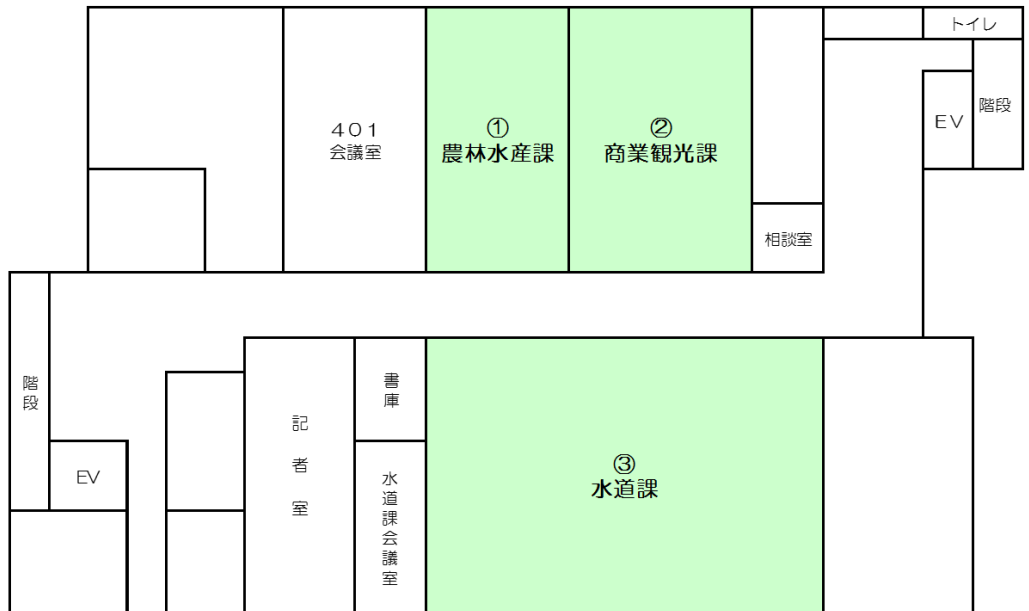 トイレ
EV
階段
401
会議室
①
農林水産課
②
商業観光課
相談室
階段
EV
記者室
書庫
水道課会議室
③
水道課